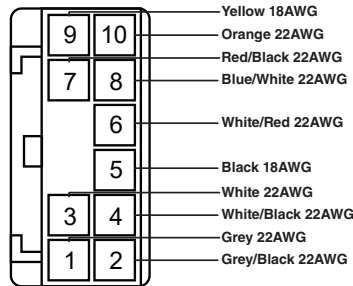 Yellow 18AWG
9 10 Orange 22AWG
Red/Black 22AWG
7 8 Blue/White 22AWG
6 White/Red 22AWG
5 Black 18AWG
White 22AWG
3 4 White/Black 22AWG
Grey 22AWG
1 2 Grey/Black 22AWG